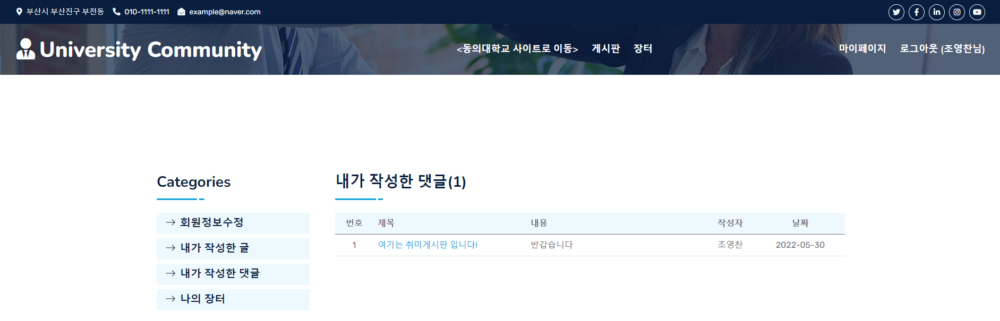 부산시 부산진구 부전동 010-1111-1111 example@naver.com
University Community <동의대학교 사이트로 이동> 게시판 장터 마이페이지 로그아웃 (조영찬님)
Categories
회원정보수정
내가 작성한 글
내가 작성한 댓글
나의 장터
내가 작성한 댓글(1)
번호 제목 내용 작성자 날짜
1 여기는 취미게시판 입니다! 반갑습니다 조영찬 2022-05-30